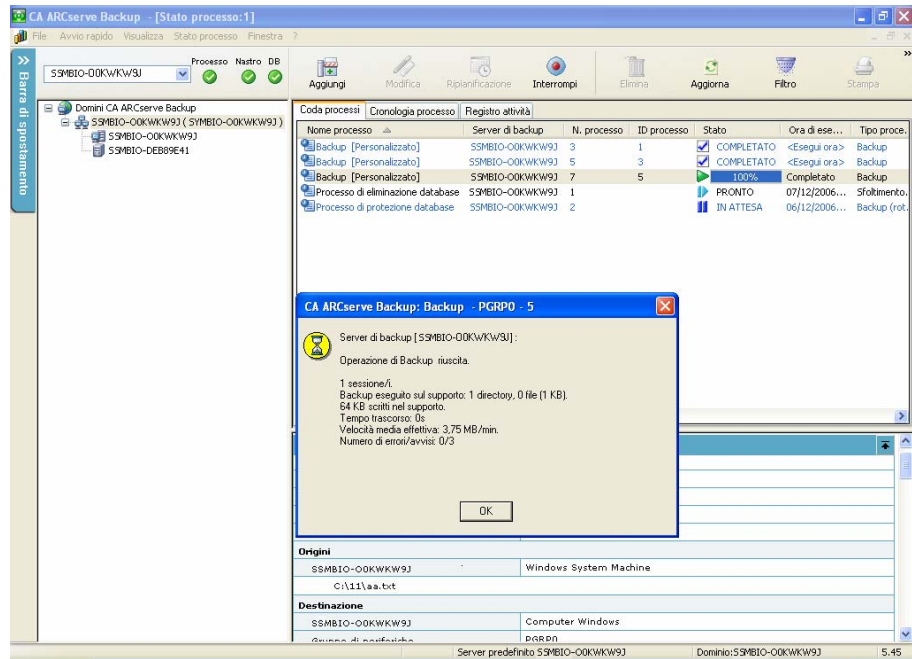 CA ARCserve Backup - [Stato processo:1]
File Avvio rapido Visualizza Stato processo Finestra ?
Barra di spostamento
SSMBIO-O0KWKW9J
Processo Nastro DB
Aggiungi Modifica Ripianificazione Interrompi Elimina Aggiorna Filtro Stampa
Domini CA ARCserve Backup
SSMBIO-O0KWKW9J ( SYMBIO-O0KWKW9J )
SSMBIO-O0KWKW9J
SSMBIO-DEB89E41
Coda processi Cronologia processo Registro attività
Nome processo Server di backup N. processo ID processo Stato Ora di ese... Tipo proce.
Backup [Personalizzato] SSMBIO-O0KWKW9J 3 1 COMPLETATO <Esegui ora> Backup
Backup [Personalizzato] SSMBIO-O0KWKW9J 5 3 COMPLETATO <Esegui ora> Backup
Backup [Personalizzato] SSMBIO-O0KWKW9J 7 5 100% Completato Backup
Processo di eliminazione database SSMBIO-O0KWKW9J 1 PRONTO 07/12/2006... Sfoltimento.
Processo di protezione database SSMBIO-O0KWKW9J 2 IN ATTESA 06/12/2006... Backup (rot.
CA ARCserve Backup: Backup - PGRP0 - 5
Server di backup [SSMBIO-O0KWKW9J] :
Operazione di Backup riuscita.
1 sessione/i.
Backup eseguito sul supporto: 1 directory, 0 file (1 KB).
64 KB scritti nel supporto.
Tempo trascorso: 0s
Velocità media effettiva: 3,75 MB/min.
Numero di errori/avvisi: 0/3
OK
Origini
SSMBIO-O0KWKW9J Windows System Machine
C:\11\aa.txt
Destinazione
SSMBIO-O0KWKW9J Computer Windows
Gruppo di periferiche PGRP0
Server predefinito SSMBIO-O0KWKW9J Dominio:SSMBIO-O0KWKW9J 5.45